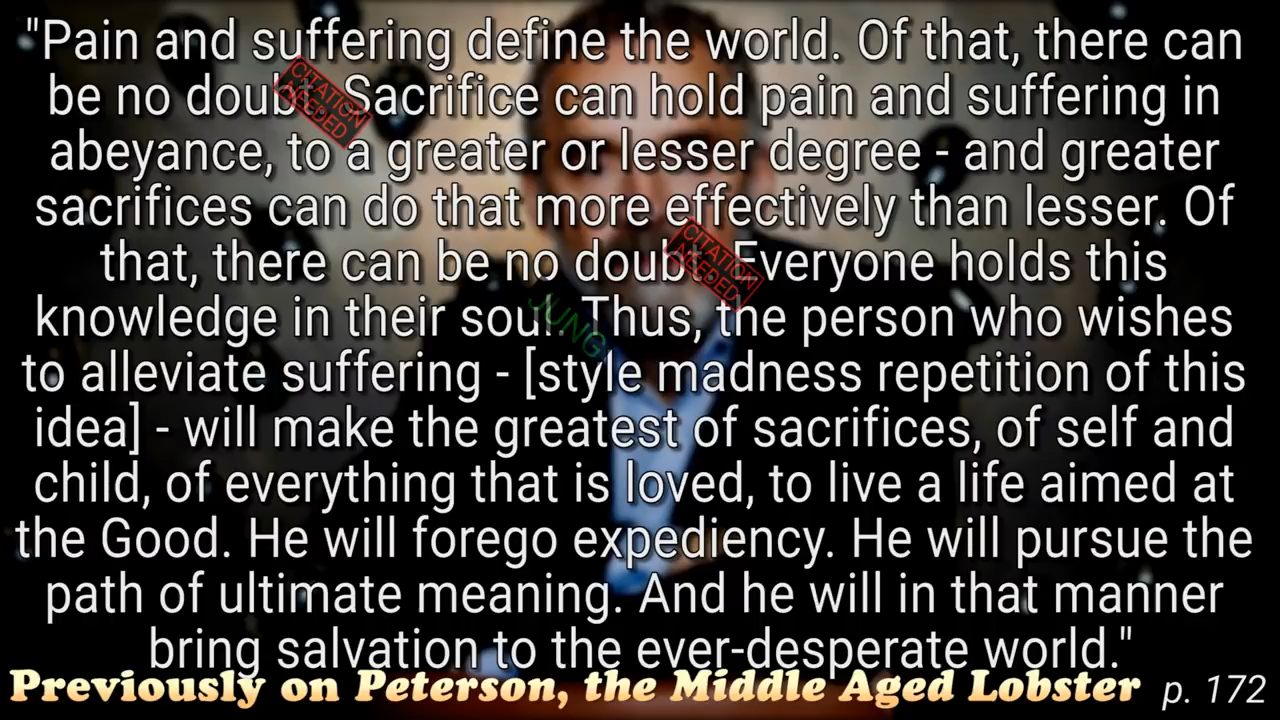 "Pain and suffering define the world. Of that, there can
be no doubt. Sacrifice can hold pain and suffering in
abeyance, to a greater or lesser degree - and greater
sacrifices can do that more effectively than lesser. Of
that, there can be no doubt. Everyone holds this
knowledge in their soul. Thus, the person who wishes
to alleviate suffering - [style madness repetition of this
idea] - will make the greatest of sacrifices, of self and
child, of everything that is loved, to live a life aimed at
the Good. He will forego expediency. He will pursue the
path of ultimate meaning. And he will in that manner
bring salvation to the ever-desperate world."
CITATION
NEEDED
CITATION
NEEDED
JUNG
Previously on Peterson, the Middle Aged Lobster
p. 172